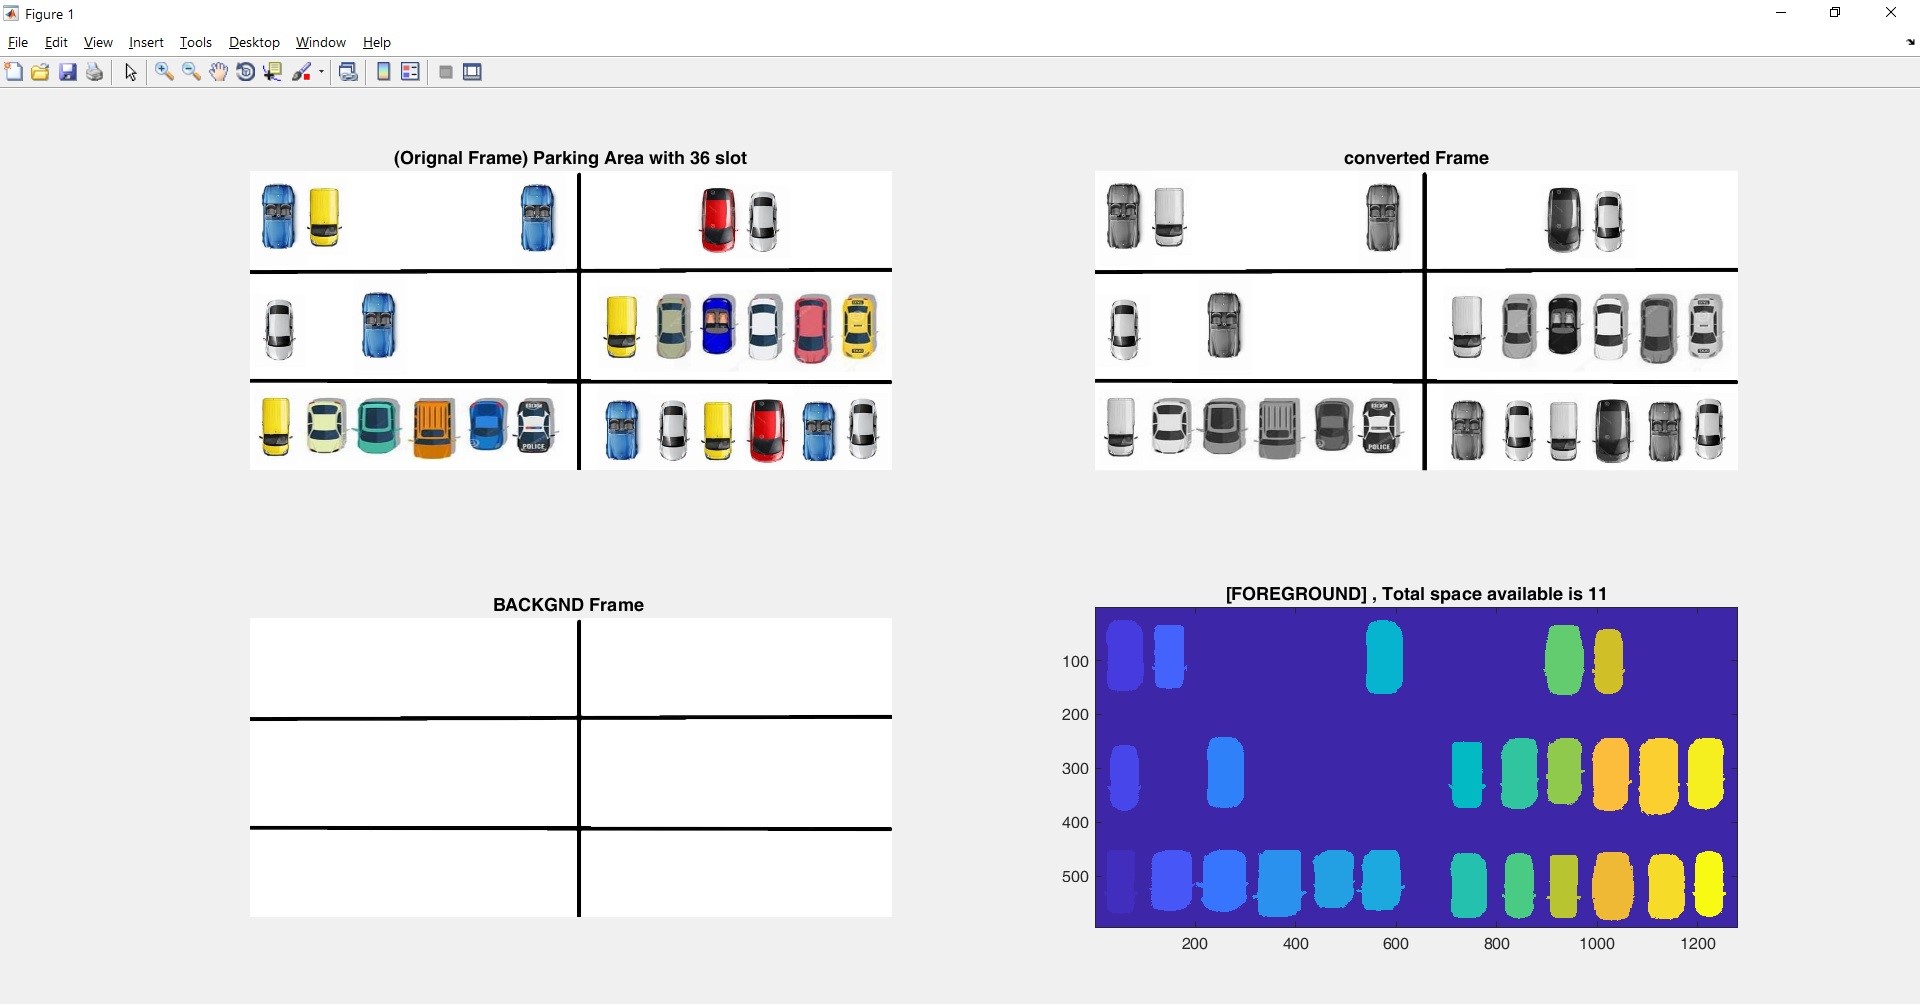 Figure 1
File Edit View Insert Tools Desktop Window Help
(Orignal Frame) Parking Area with 36 slot
converted Frame
POLICE
POLICE
BACKGND Frame
[FOREGROUND] , Total space available is 11
100
200
300
400
500
200 400 600 800 1000 1200